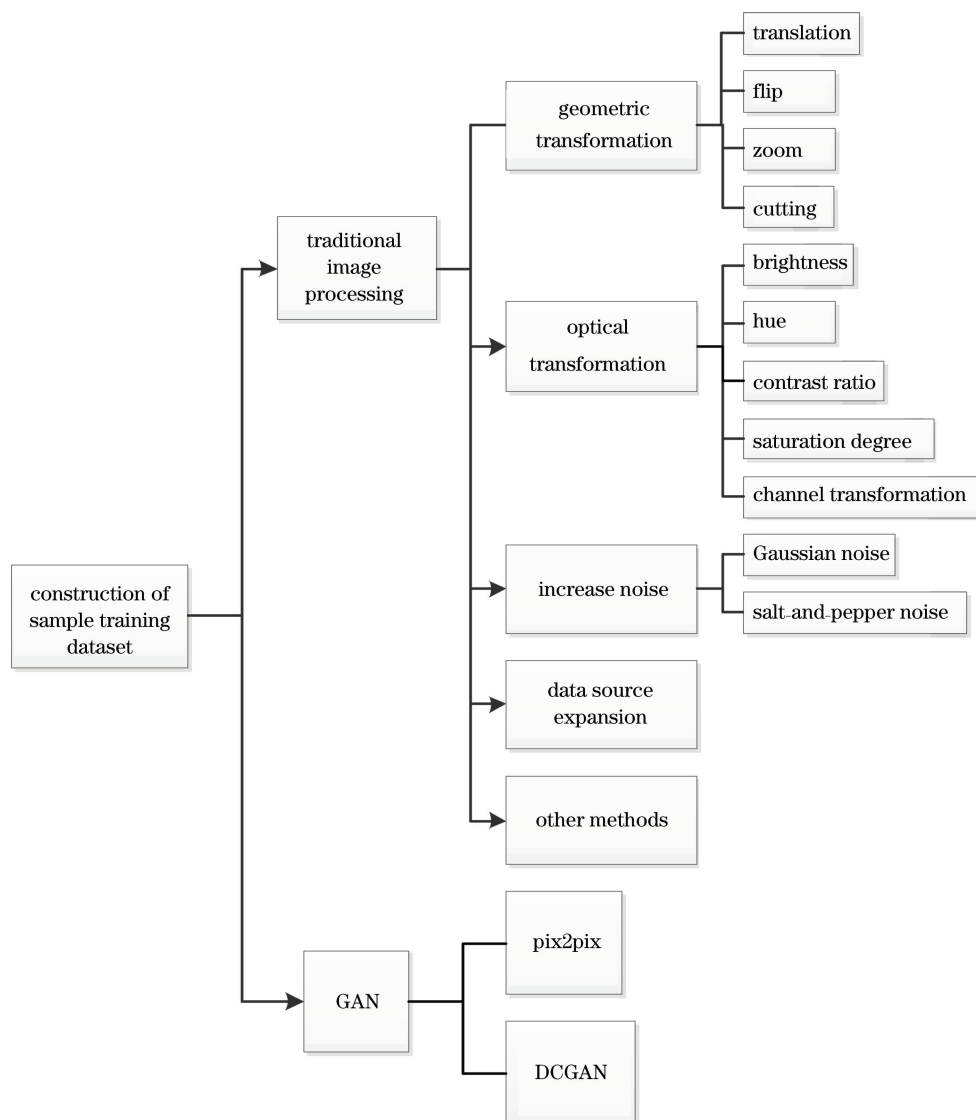 construction of
sample training
dataset
traditional
image
processing
geometric
transformation
translation
flip
zoom
cutting
optical
transformation
brightness
hue
contrast ratio
saturation degree
channel transformation
increase noise
Gaussian noise
salt-and-pepper noise
data source
expansion
other methods
GAN
pix2pix
DCGAN